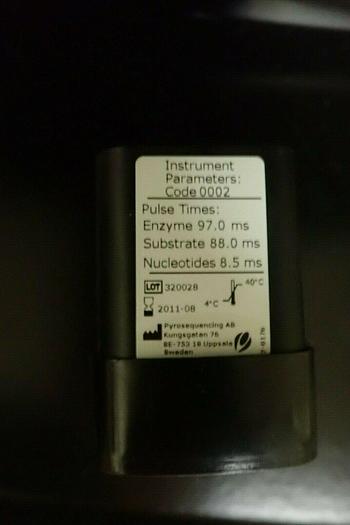 Instrument
Parameters:
Code 0002
Pulse Times:
Enzyme 97.0 ms
Substrate 88.0 ms
Nucleotides 8.5 ms
LOT 320028
40°C
4°C
2011-08
Pyrosequencing AB
Kungsgatan 76
SE-753 18 Uppsala
Sweden